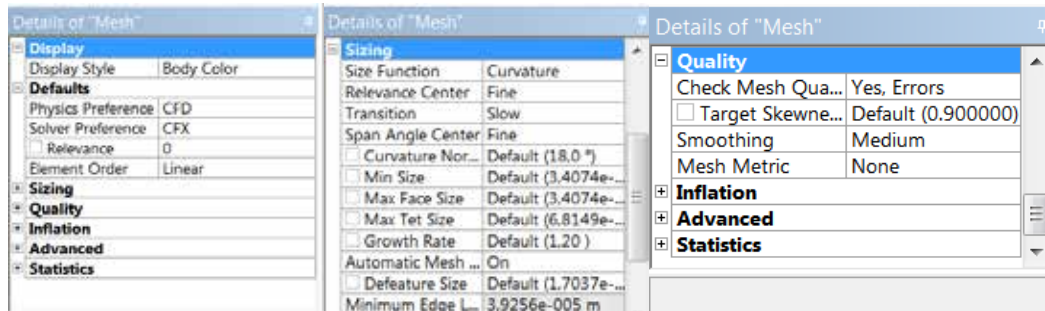 Details of "Mesh"
Display
Display Style Body Color
Defaults
Physics Preference CFD
Solver Preference CFX
Relevance 0
Element Order Linear
Sizing
Quality
Inflation
Advanced
Statistics
Details of "Mesh"
Sizing
Size Function Curvature
Relevance Center Fine
Transition Slow
Span Angle Center Fine
Curvature Nor... Default (18.0 °)
Min Size Default (3.4074e-...
Max Face Size Default (3.4074e-...
Max Tet Size Default (6.8149e-...
Growth Rate Default (1.20 )
Automatic Mesh ... On
Defeature Size Default (1.7037e-...
Minimum Edge L... 3.9256e-005 m
Details of "Mesh"
Quality
Check Mesh Qua... Yes, Errors
Target Skewne... Default (0.900000)
Smoothing Medium
Mesh Metric None
Inflation
Advanced
Statistics